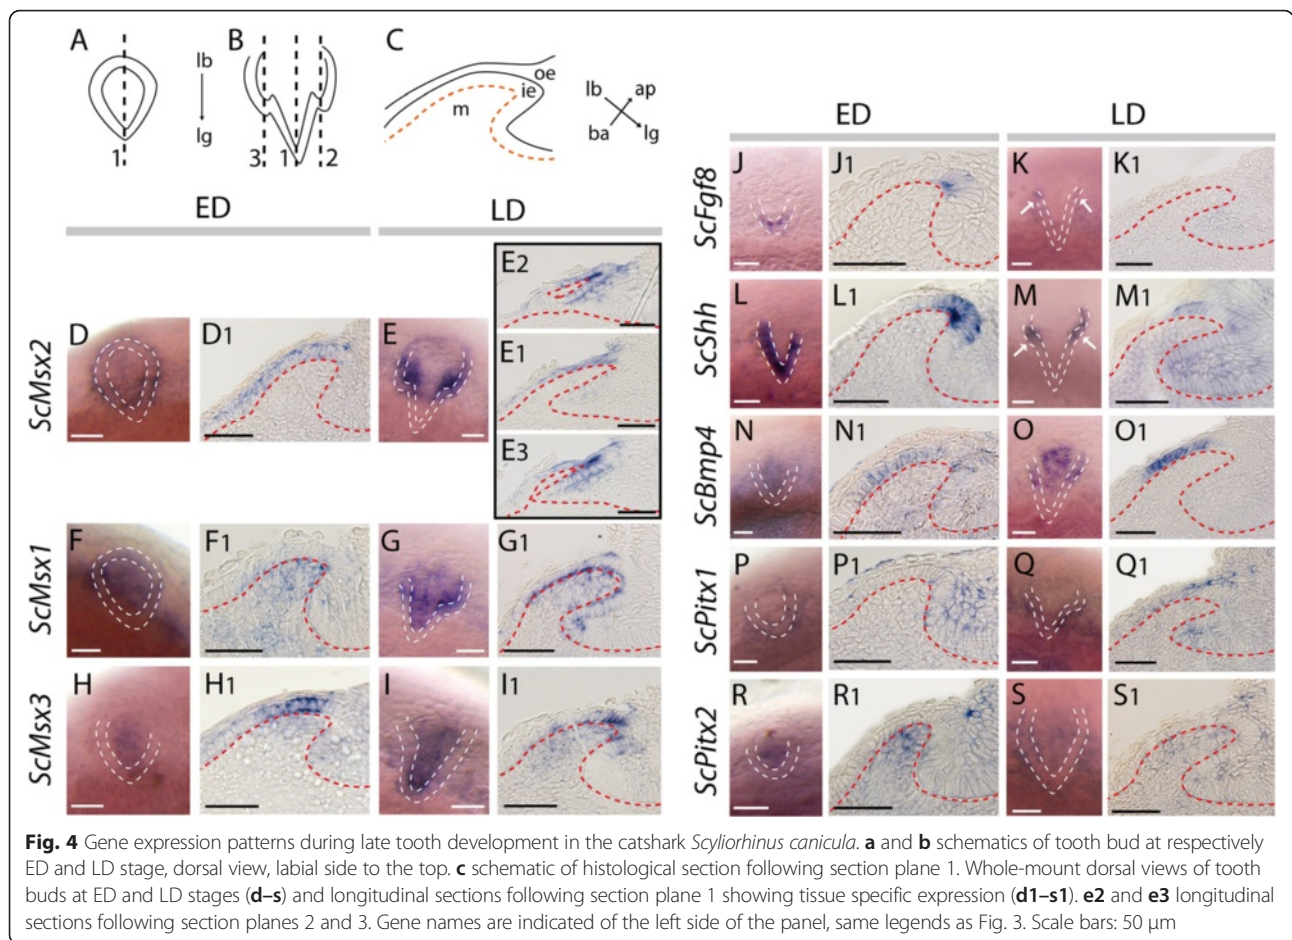 A
B
C
lb
lg
1
3
1
2
oe
ie
m
lb
ap
ba
lg
ED
LD
ScMsx2
D
D1
E
E2
E1
E3
ScMsx1
F
F1
G
G1
ScMsx3
H
H1
I
I1
ED
LD
ScFgf8
J
J1
K
K1
ScShh
L
L1
M
M1
ScBmp4
N
N1
O
O1
ScPitx1
P
P1
Q
Q1
ScPitx2
R
R1
S
S1
Fig. 4 Gene expression patterns during late tooth development in the catshark Scyliorhinus canicula. a and b schematics of tooth bud at respectively
ED and LD stage, dorsal view, labial side to the top. c schematic of histological section following section plane 1. Whole-mount dorsal views of tooth
buds at ED and LD stages (d–s) and longitudinal sections following section plane 1 showing tissue specific expression (d1–s1). e2 and e3 longitudinal
sections following section planes 2 and 3. Gene names are indicated of the left side of the panel, same legends as Fig. 3. Scale bars: 50 μm